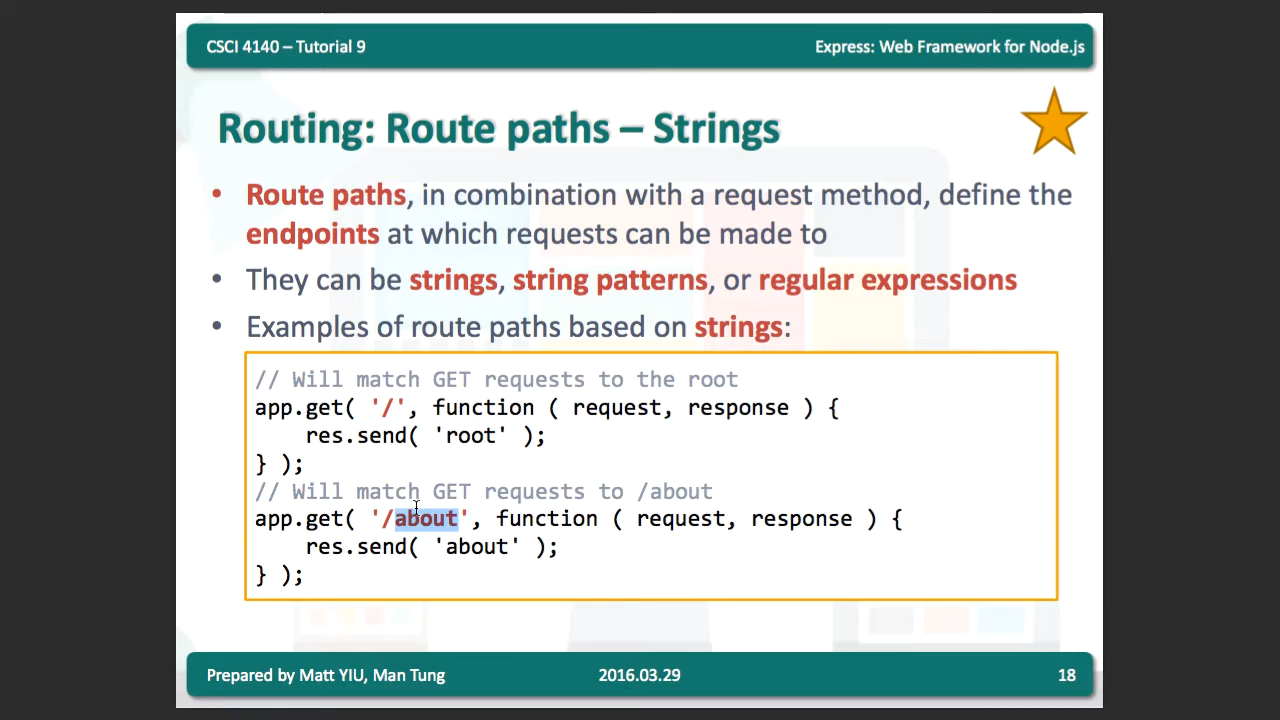 CSCI 4140 – Tutorial 9
Express: Web Framework for Node.js
Routing: Route paths – Strings
• Route paths, in combination with a request method, define the
endpoints at which requests can be made to
• They can be strings, string patterns, or regular expressions
• Examples of route paths based on strings:
// Will match GET requests to the root
app.get( '/', function ( request, response ) {
    res.send( 'root' );
} );
// Will match GET requests to /about
app.get( '/about', function ( request, response ) {
    res.send( 'about' );
} );
Prepared by Matt YIU, Man Tung
2016.03.29
18